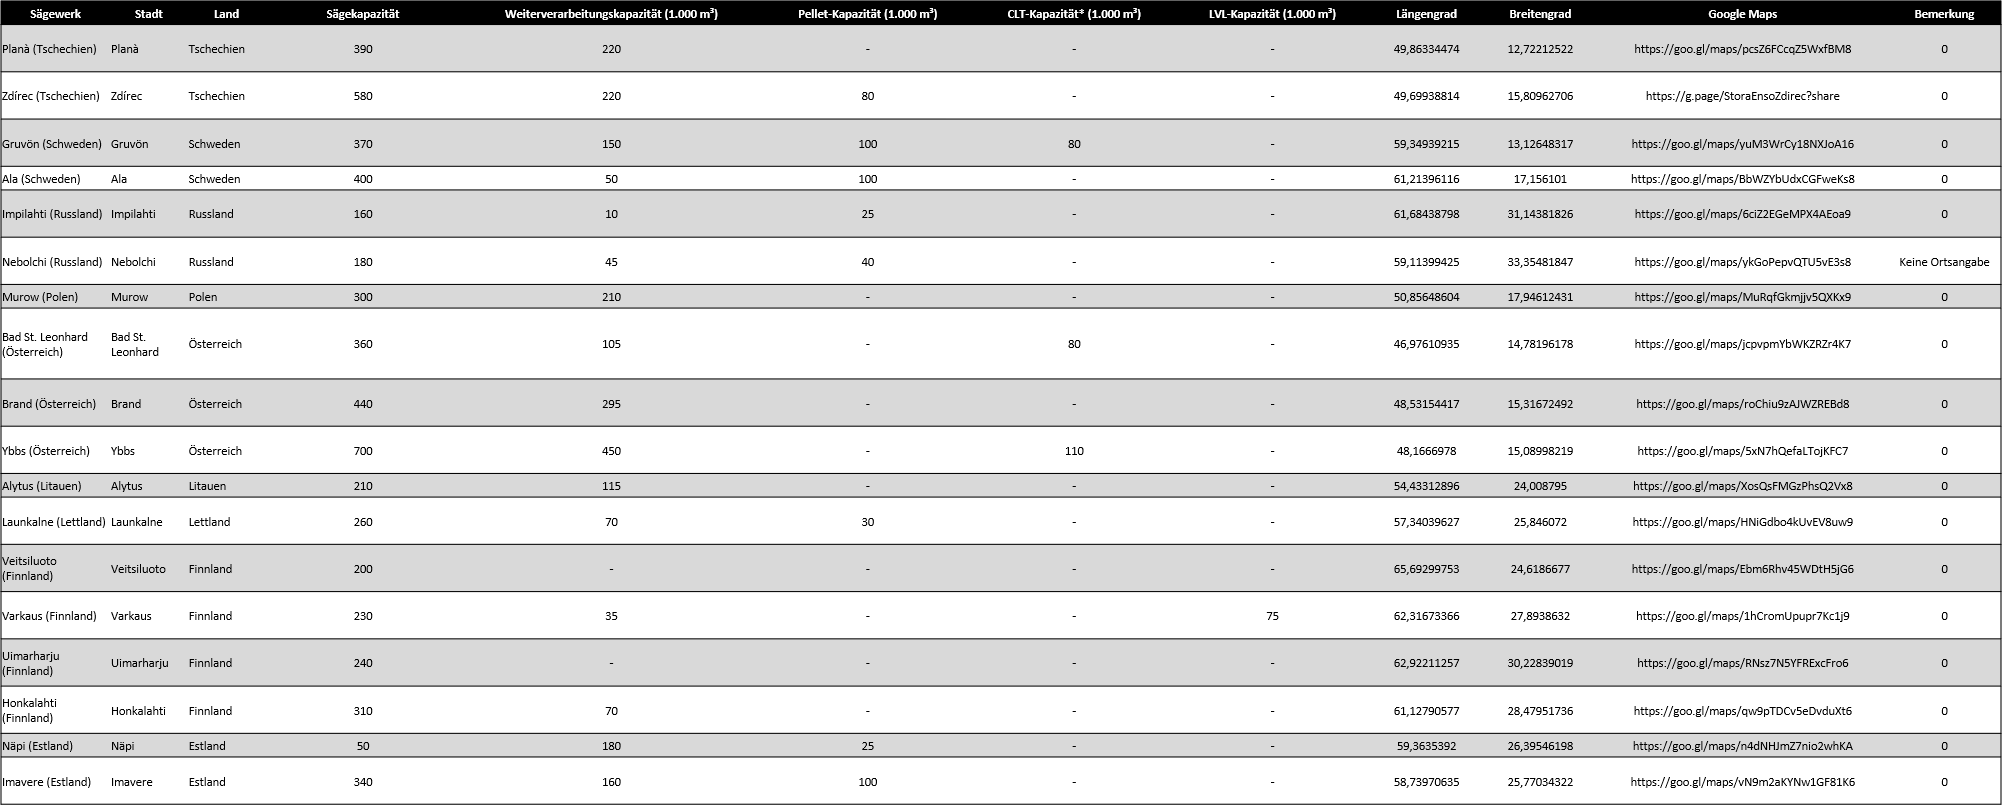 Sägewerk Stadt Land Sägekapazität Weiterverarbeitungskapazität (1.000 m³) Pellet-Kapazität (1.000 m³) CLT-Kapazität* (1.000 m³) LVL-Kapazität (1.000 m³) Längengrad Breitengrad Google Maps Bemerkung
Planà (Tschechien) Planà Tschechien 390 220 - - - 49,86334474 12,72212522 https://goo.gl/maps/pcsZ6FCcqZ5WxfBM8 0
Zdírec (Tschechien) Zdírec Tschechien 580 220 80 - - 49,69938814 15,80962706 https://g.page/StoraEnsoZdirec?share 0
Gruvön (Schweden) Gruvön Schweden 370 150 100 80 - 59,34939215 13,12648317 https://goo.gl/maps/yuM3WrCy18NXJoA16 0
Ala (Schweden) Ala Schweden 400 50 100 - - 61,21396116 17,156101 https://goo.gl/maps/BbWZYbUdxCGFweKs8 0
Impilahti (Russland) Impilahti Russland 160 10 25 - - 61,68438798 31,14381826 https://goo.gl/maps/6ciZ2EGeMPX4AEoa9 0
Nebolchi (Russland) Nebolchi Russland 180 45 40 - - 59,11399425 33,35481847 https://goo.gl/maps/ykGoPepvQTU5vE3s8 Keine Ortsangabe
Murow (Polen) Murow Polen 300 210 - - - 50,85648604 17,94612431 https://goo.gl/maps/MuRqfGkmjjv5QXKx9 0
Bad St. Leonhard (Österreich) Bad St. Leonhard Österreich 360 105 - 80 - 46,97610935 14,78196178 https://goo.gl/maps/jcpvpmYbWKZRZr4K7 0
Brand (Österreich) Brand Österreich 440 295 - - - 48,53154417 15,31672492 https://goo.gl/maps/roChiu9zAJWZREBd8 0
Ybbs (Österreich) Ybbs Österreich 700 450 - 110 - 48,1666978 15,08998219 https://goo.gl/maps/5xN7hQefaLTojKFC7 0
Alytus (Litauen) Alytus Litauen 210 115 - - - 54,43312896 24,008795 https://goo.gl/maps/XosQsFMGzPhsQ2Vx8 0
Launkalne (Lettland) Launkalne Lettland 260 70 30 - - 57,34039627 25,846072 https://goo.gl/maps/HNiGdbo4kUvEV8uw9 0
Veitsiluoto (Finnland) Veitsiluoto Finnland 200 - - - - 65,69299753 24,6186677 https://goo.gl/maps/Ebm6Rhv45WDtH5jG6 0
Varkaus (Finnland) Varkaus Finnland 230 35 - - 75 62,31673366 27,8938632 https://goo.gl/maps/1hCromUpupr7Kc1j9 0
Uimarharju (Finnland) Uimarharju Finnland 240 - - - - 62,92211257 30,22839019 https://goo.gl/maps/RNsz7N5YFRExcFro6 0
Honkalahti (Finnland) Honkalahti Finnland 310 70 - - - 61,12790577 28,47951736 https://goo.gl/maps/qw9pTDCv5eDvduXt6 0
Näpi (Estland) Näpi Estland 50 180 25 - - 59,3635392 26,39546198 https://goo.gl/maps/n4dNHJmZ7nio2whKA 0
Imavere (Estland) Imavere Estland 340 160 100 - - 58,73970635 25,77034322 https://goo.gl/maps/vN9m2aKYNw1GF81K6 0